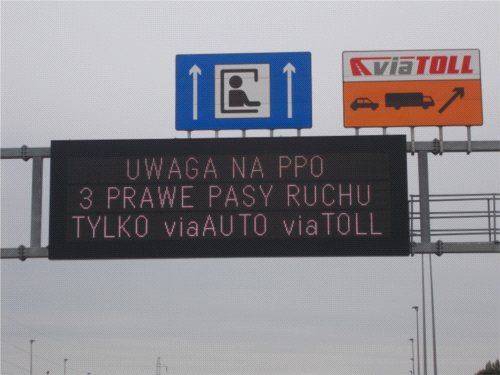 viaTOLL
UWAGA NA PPO
3 PRAWE PASY RUCHU
TYLKO viaAUTO viaTOLL